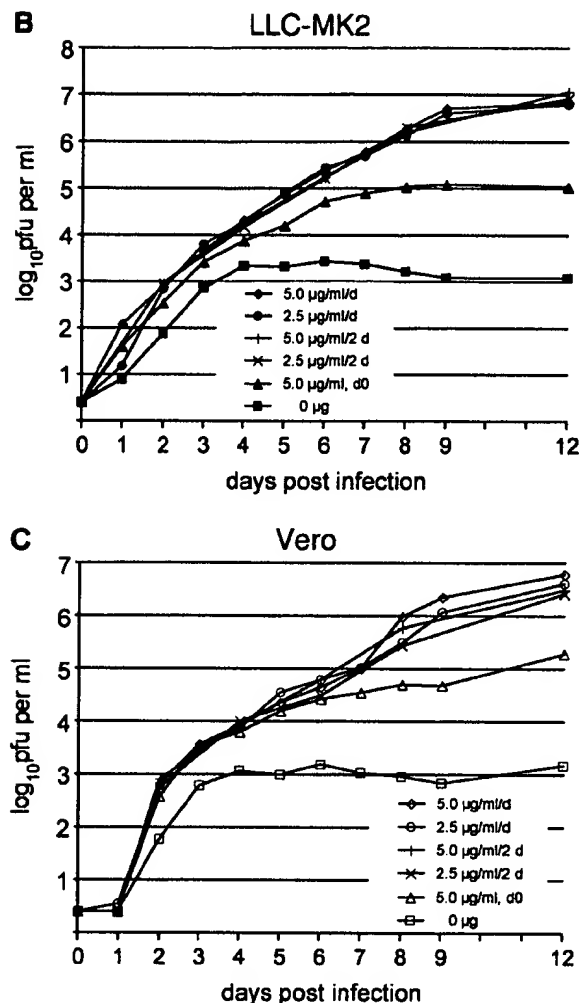 B
LLC-MK2
8
7
6
5
4
3
2
1
log10pfu per ml
5.0 µg/ml/d
2.5 µg/ml/d
5.0 µg/ml/2 d
2.5 µg/ml/2 d
5.0 µg/ml, d0
0 µg
0 1 2 3 4 5 6 7 8 9 12
days post infection
C
Vero
7
6
5
4
3
2
1
log10pfu per ml
5.0 µg/ml/d
2.5 µg/ml/d
5.0 µg/ml/2 d
2.5 µg/ml/2 d
5.0 µg/ml, d0
0 µg
0 1 2 3 4 5 6 7 8 9 12
days post infection